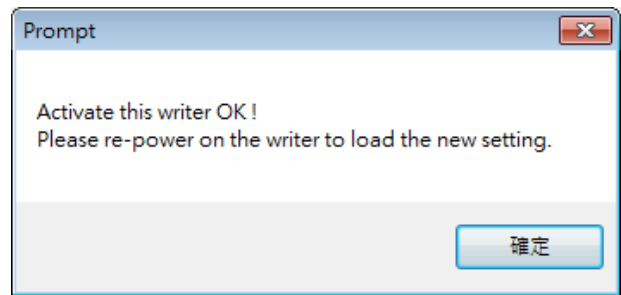 Prompt
Activate this writer OK !
Please re-power on the writer to load the new setting.
確定